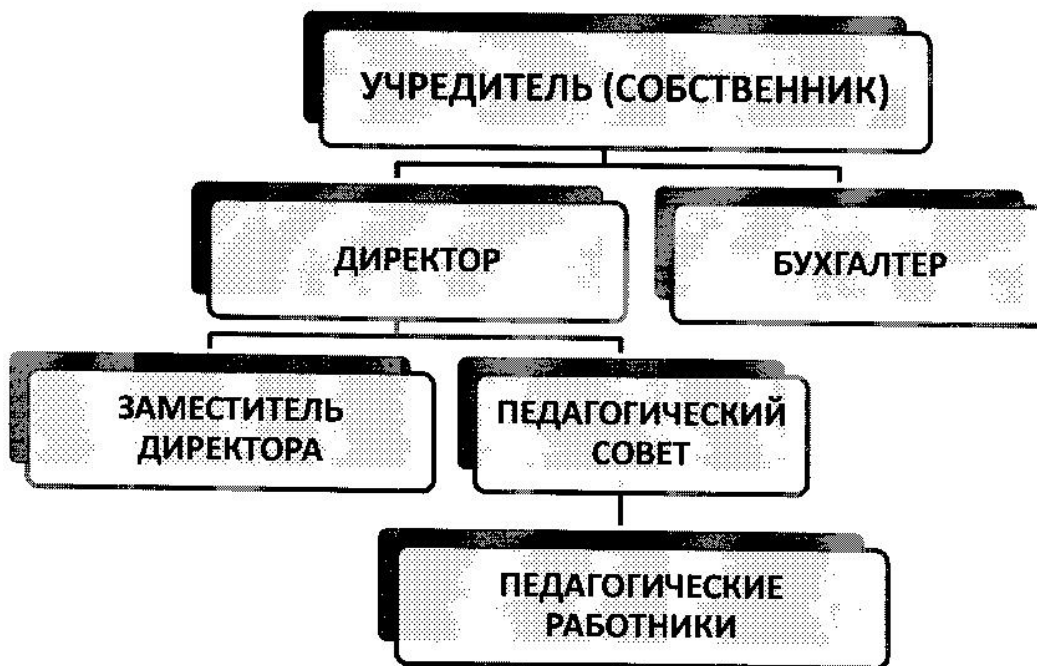 УЧРЕДИТЕЛЬ (СОБСТВЕННИК)
ДИРЕКТОР
БУХГАЛТЕР
ЗАМЕСТИТЕЛЬ
ДИРЕКТОРА
ПЕДАГОГИЧЕСКИЙ
СОВЕТ
ПЕДАГОГИЧЕСКИЕ
РАБОТНИКИ